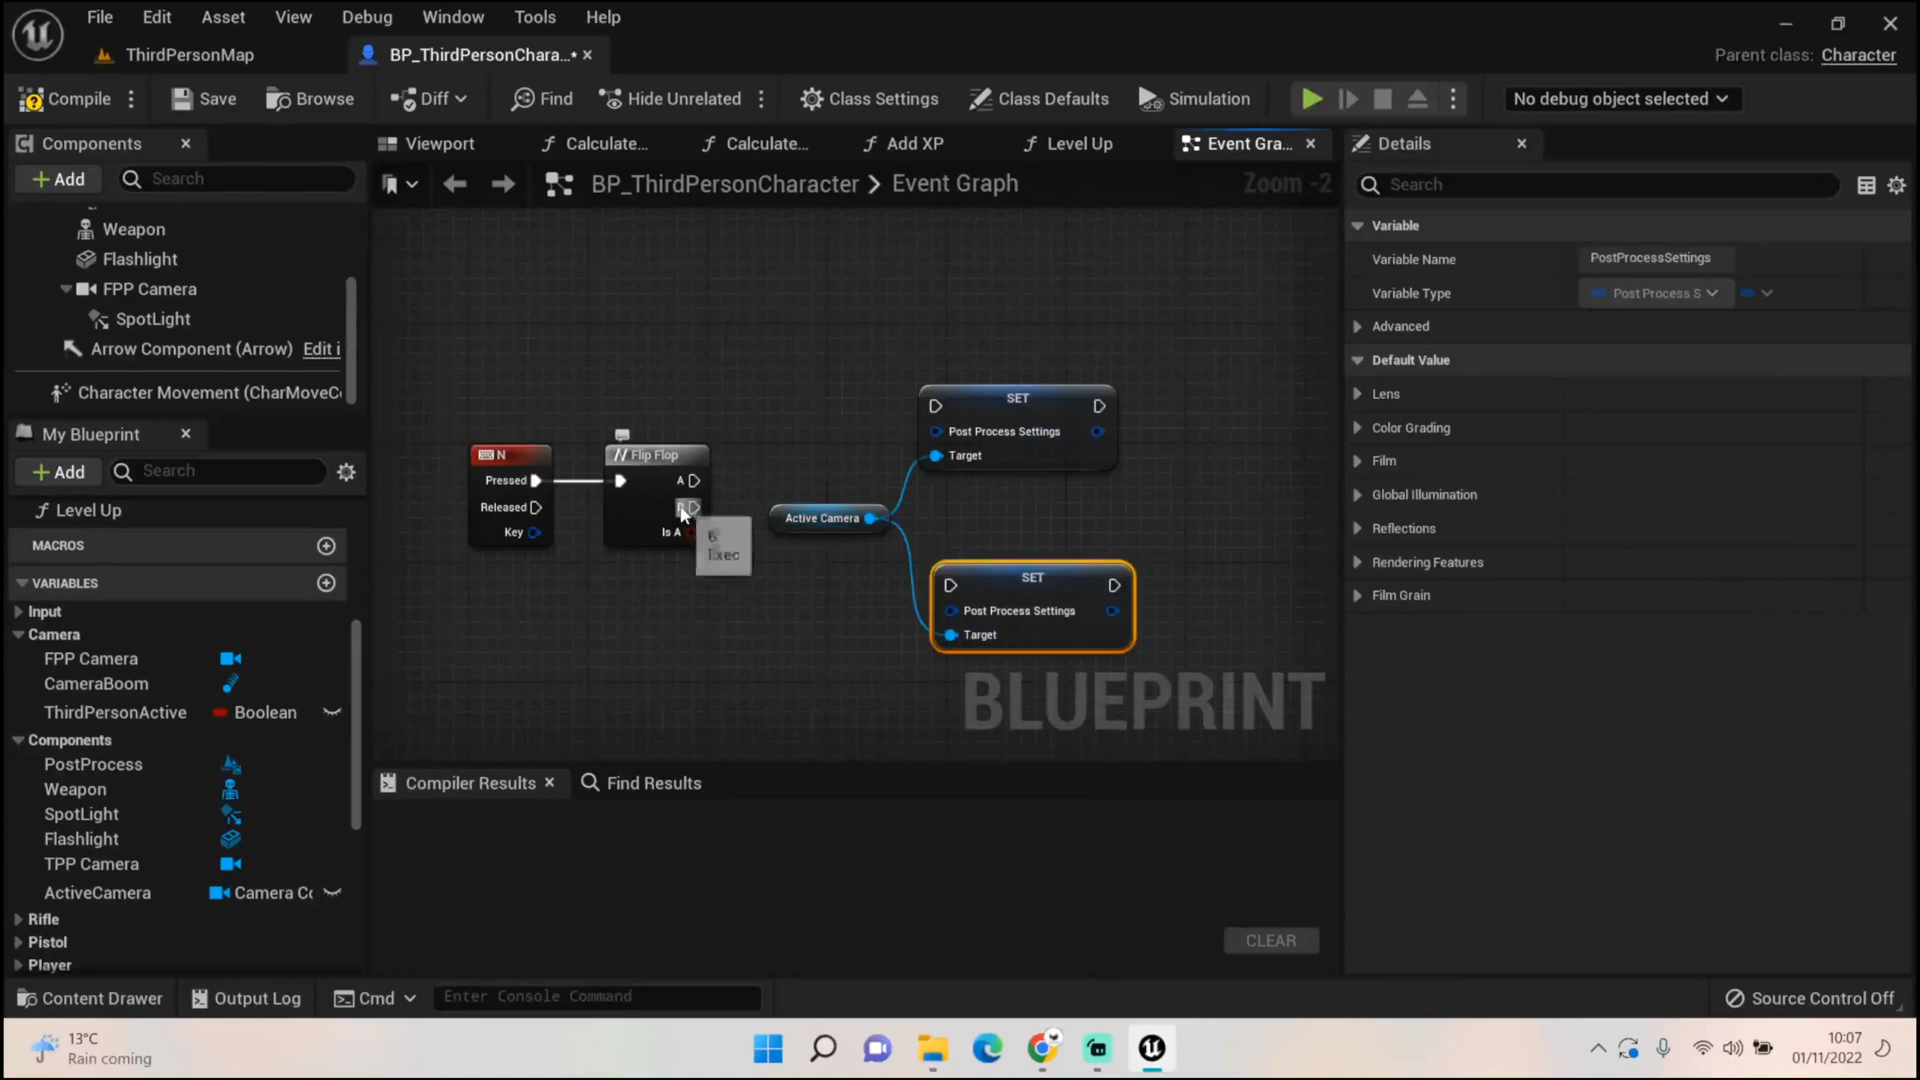 File Edit Asset View Debug Window Tools Help
ThirdPersonMap
BP_ThirdPersonChara...*
Parent class: Character
Compile
Save
Browse
Diff
Find
Hide Unrelated
Class Settings
Class Defaults
Simulation
No debug object selected
Components
Add
Search
Weapon
Flashlight
FPP Camera
SpotLight
Arrow Component (Arrow) Edit i
Character Movement (CharMoveC
My Blueprint
Add
Search
Level Up
MACROS
VARIABLES
Input
Camera
FPP Camera
CameraBoom
ThirdPersonActive Boolean
Components
PostProcess
Weapon
SpotLight
Flashlight
TPP Camera
ActiveCamera Camera Cc
Rifle
Pistol
Player
Viewport
Calculate...
Calculate...
Add XP
Level Up
Event Gra...
BP_ThirdPersonCharacter > Event Graph
Zoom -2
N
Pressed
Released
Key
Flip Flop
A
Is A
Exec
Active Camera
SET
Post Process Settings
Target
SET
Post Process Settings
Target
BLUEPRINT
Compiler Results
Find Results
CLEAR
Details
Search
Variable
Variable Name PostProcessSettings
Variable Type Post Process S
Advanced
Default Value
Lens
Color Grading
Film
Global Illumination
Reflections
Rendering Features
Film Grain
Content Drawer
Output Log
Cmd
Enter Console Command
Source Control Off
13°C
Rain coming
10:07
01/11/2022